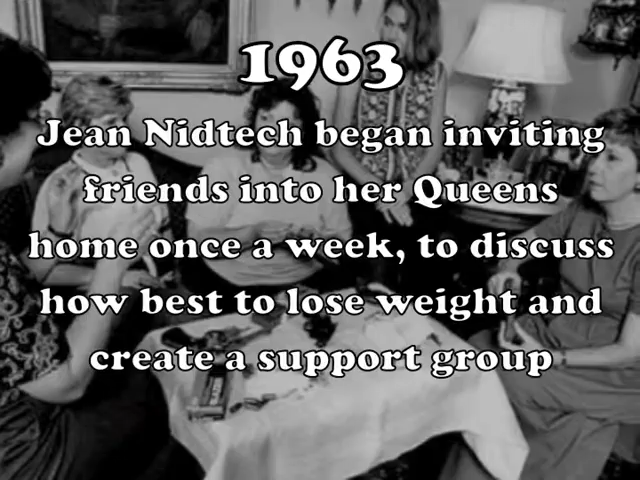 1963
Jean Nidtech began inviting
friends into her Queens
home once a week, to discuss
how best to lose weight and
create a support group